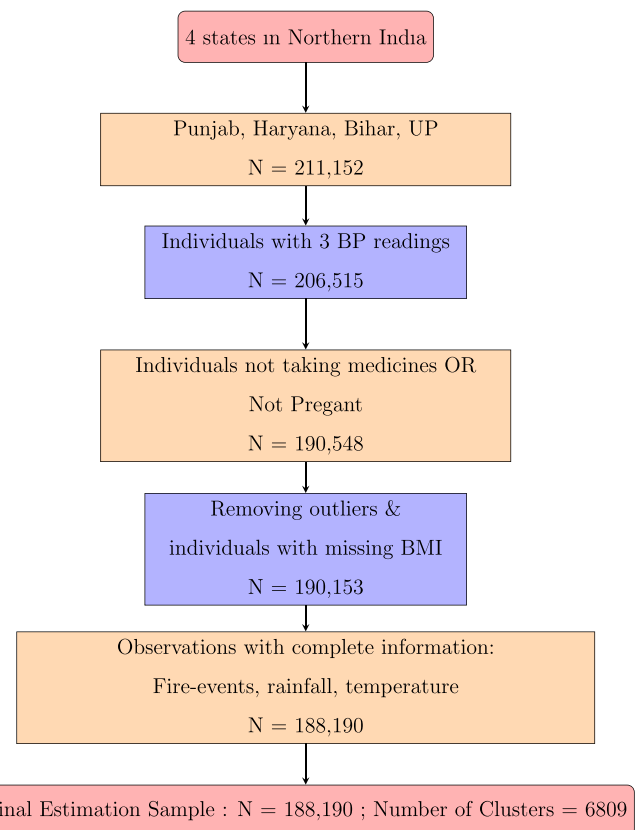 4 states in Northern India
Punjab, Haryana, Bihar, UP
N = 211,152
Individuals with 3 BP readings
N = 206,515
Individuals not taking medicines OR
Not Pregant
N = 190,548
Removing outliers &
individuals with missing BMI
N = 190,153
Observations with complete information:
Fire-events, rainfall, temperature
N = 188,190
inal Estimation Sample : N = 188,190 ; Number of Clusters = 6809